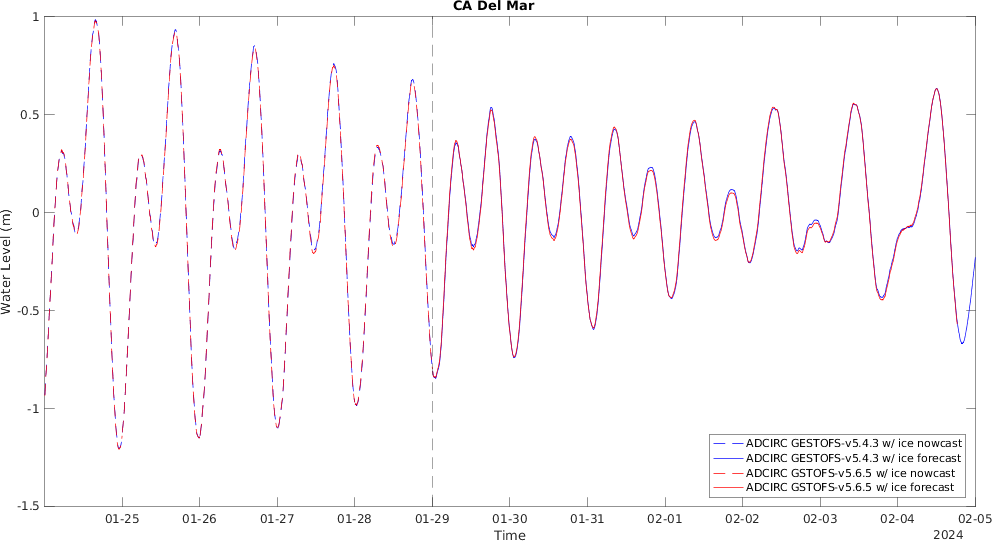 CA Del Mar
1
0.5
0
-0.5
-1
-1.5
Water Level (m)
ADCIRC GESTOFS-v5.4.3 w/ ice nowcast
ADCIRC GESTOFS-v5.4.3 w/ ice forecast
ADCIRC GSTOFS-v5.6.5 w/ ice nowcast
ADCIRC GSTOFS-v5.6.5 w/ ice forecast
01-25 01-26 01-27 01-28 01-29 01-30 01-31 02-01 02-02 02-03 02-04 02-05
Time
2024